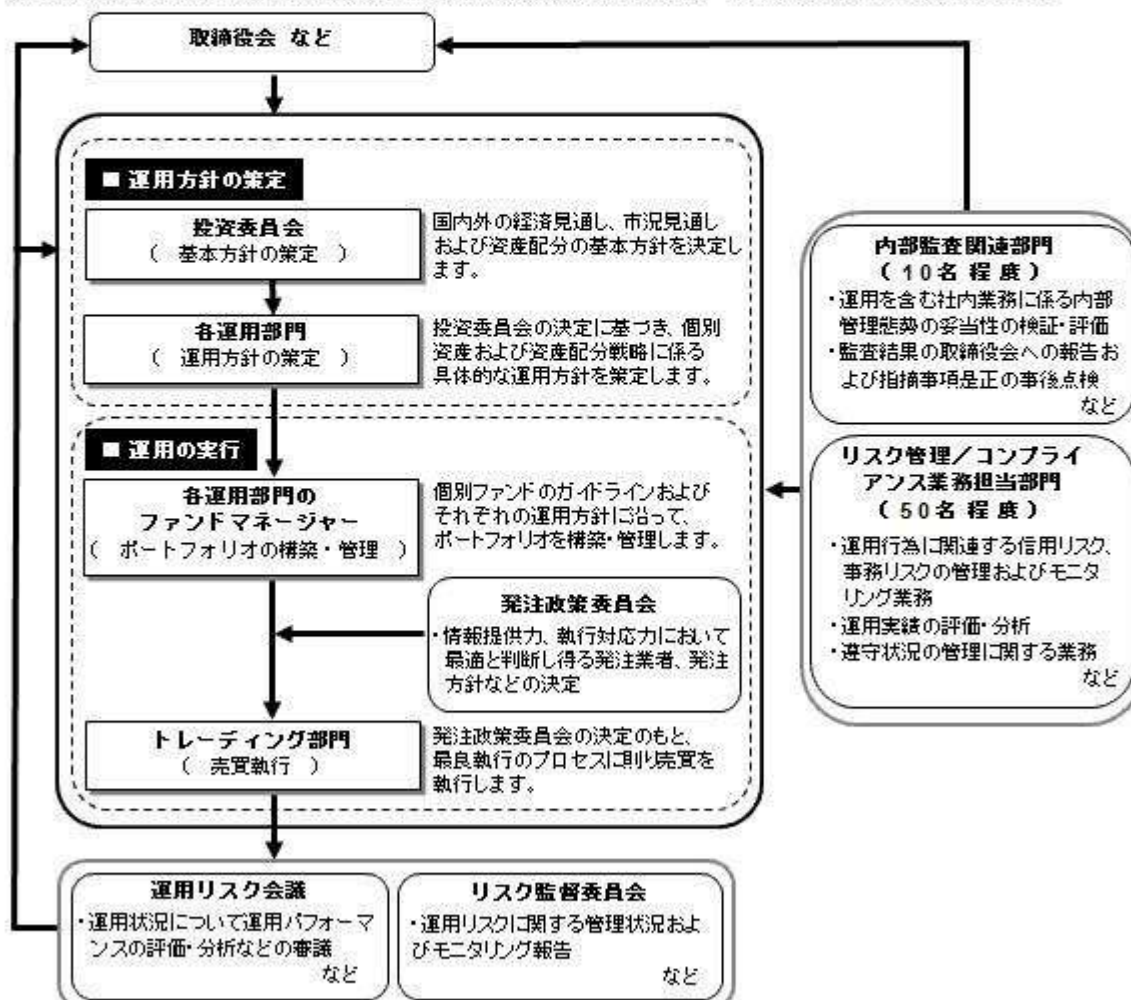 取締役会 など
■ 運用方針の策定
投資委員会
（ 基本方針の策定 ）
国内外の経済見通し、市況見通し
および資産配分の基本方針を決定し
ます。
各運用部門
（ 運用方針の策定 ）
投資委員会の決定に基づき、個別
資産および資産配分戦略に係る
具体的な運用方針を策定します。
■ 運用の実行
各運用部門の
ファンドマネージャー
（ ポートフォリオの構築・管理 ）
個別ファンドのガイドラインおよび
それぞれの運用方針に沿って、
ポートフォリオを構築・管理します。
発注政策委員会
・情報提供力、執行対応力において
最適と判断し得る発注業者、発注
方針などの決定
トレーディング部門
（ 売買執行 ）
発注政策委員会の決定のもと、
最良執行のプロセスに則り売買を
執行します。
内部監査関連部門
（ 10名 程 度 ）
・運用を含む社内業務に係る内部
管理態勢の妥当性の検証・評価
・監査結果の取締役会への報告お
よび指摘事項是正の事後点検
など
リスク管理／コンプライ
アンス業務担当部門
（ 50名 程 度 ）
・運用行為に関連する信用リスク、
事務リスクの管理およびモニタ
リング業務
・運用実績の評価・分析
・遵守状況の管理に関する業務
など
運用リスク会議
・運用状況について運用パフォーマ
ンスの評価・分析などの審議
など
リスク監督委員会
・運用リスクに関する管理状況およ
びモニタリング報告
など